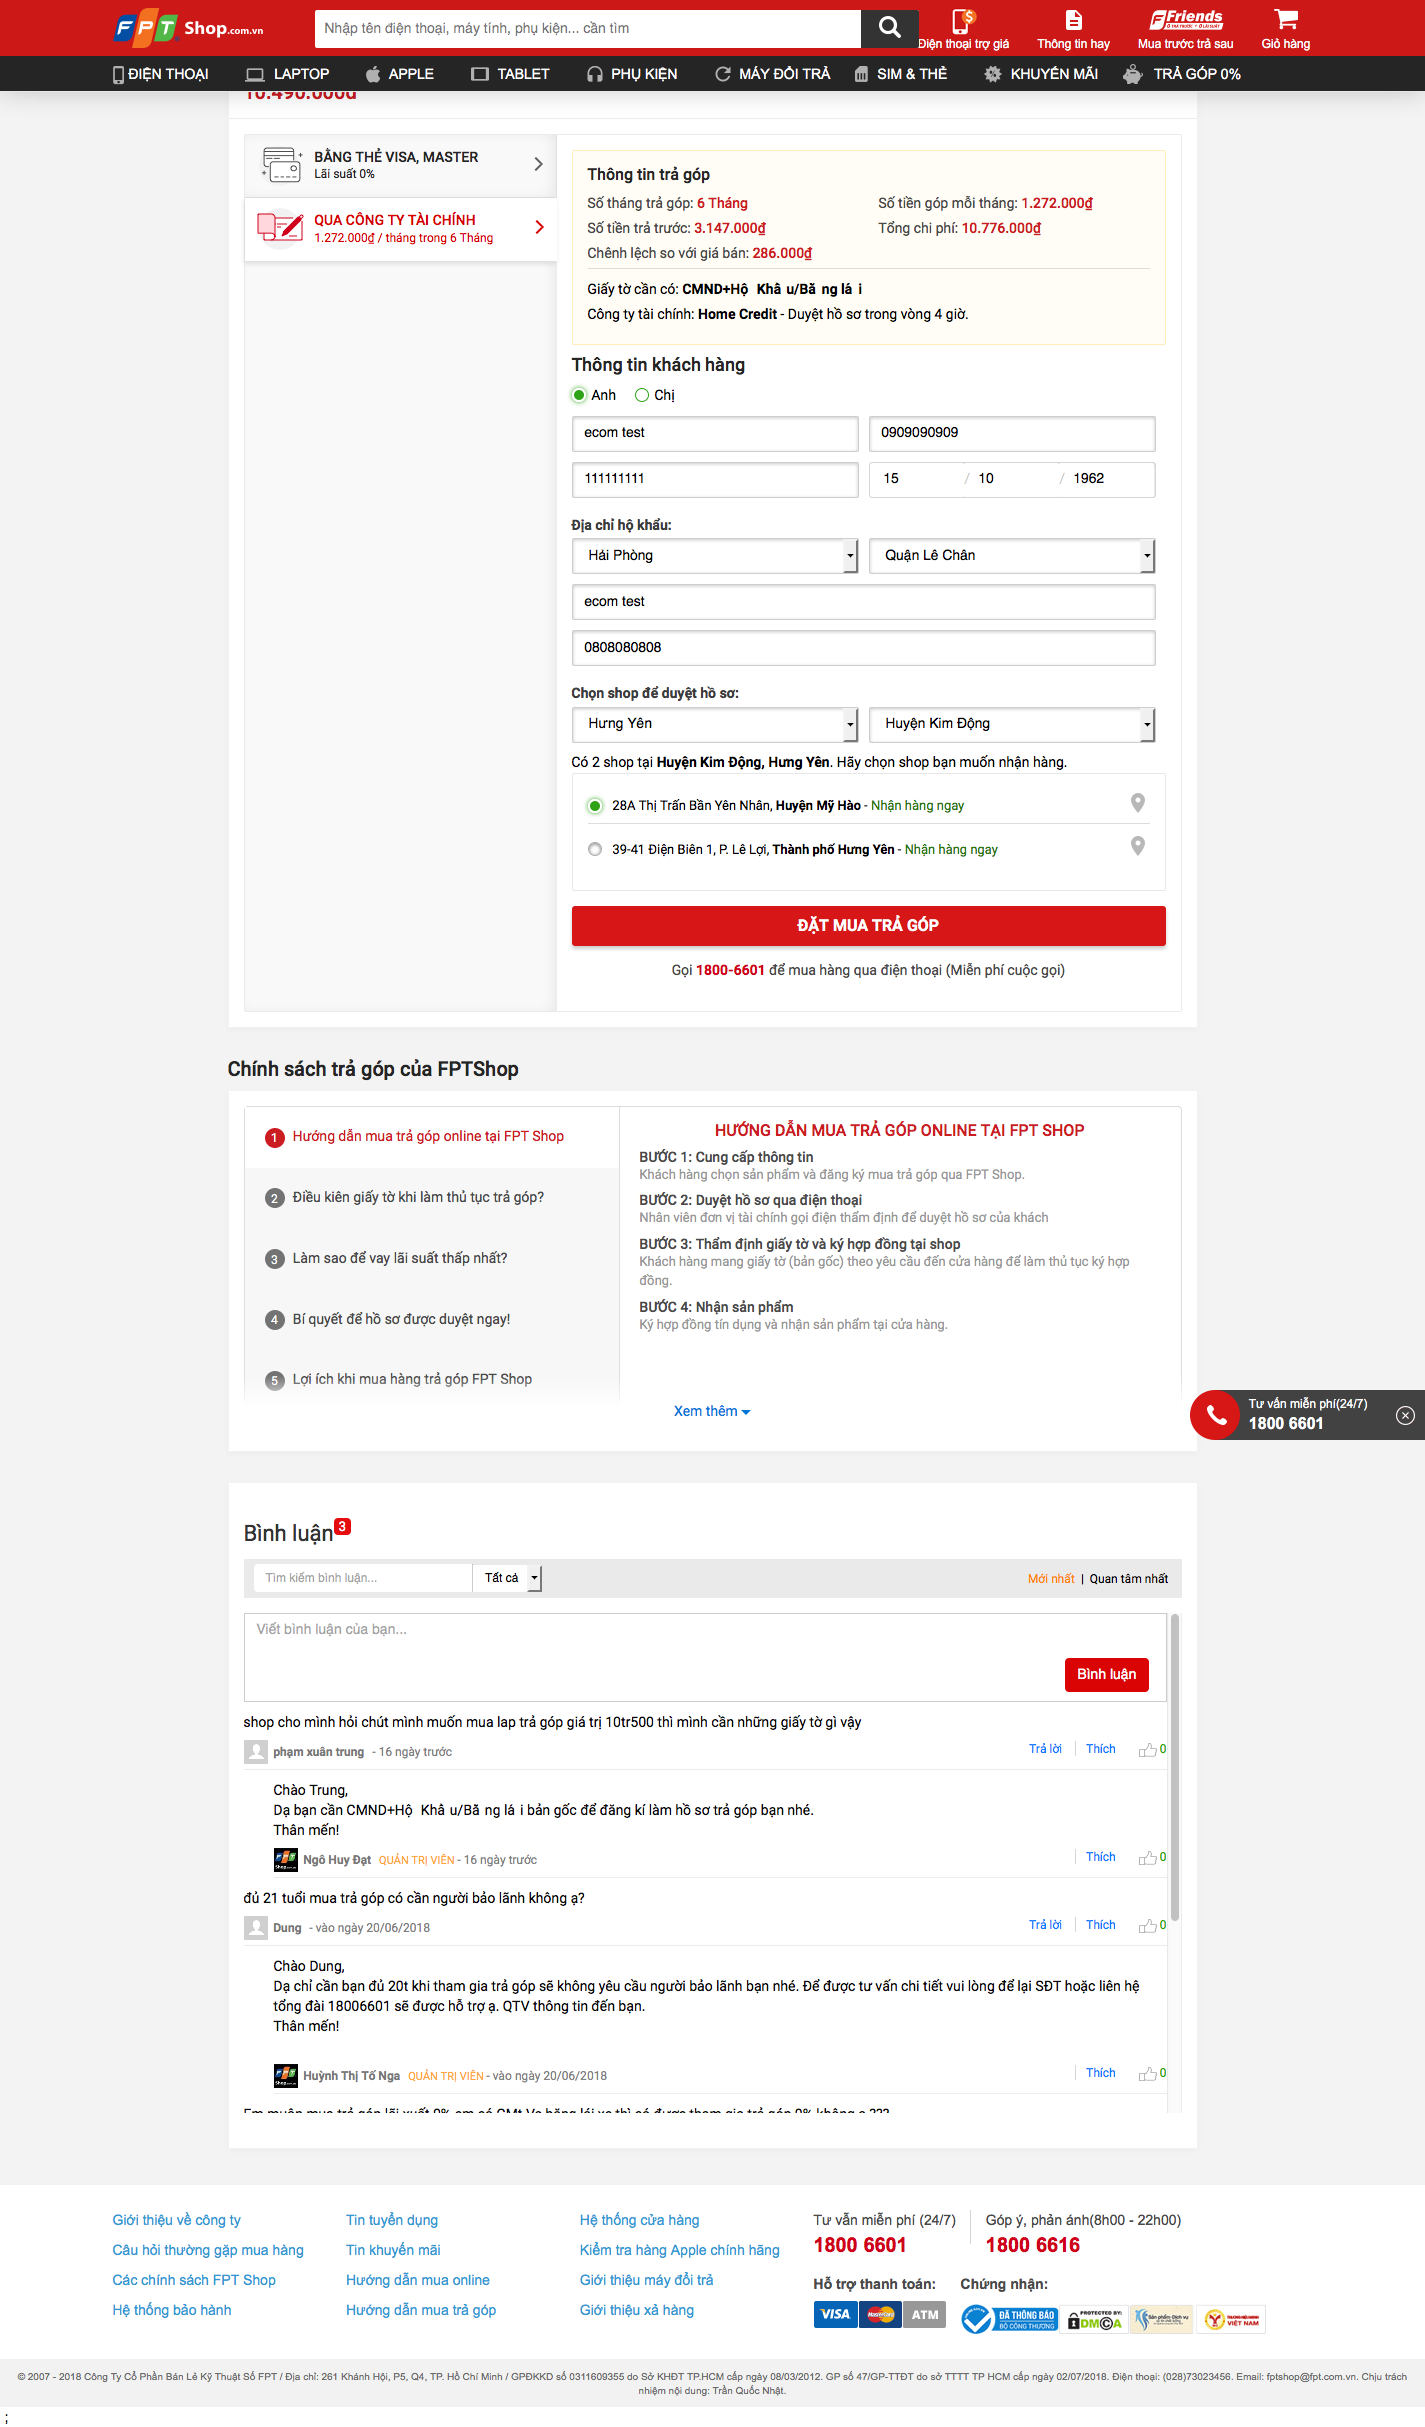 FPT Shop.com.vn
Nhập tên điện thoại, máy tính, phụ kiện... cần tìm
Điện thoại trợ giá
Thông tin hay
Friends
Mua trước trả sau
Giỏ hàng
ĐIỆN THOẠI
LAPTOP
APPLE
TABLET
PHỤ KIỆN
MÁY ĐỔI TRẢ
SIM & THẺ
KHUYẾN MÃI
TRẢ GÓP 0%
10.490.000đ
BẰNG THẺ VISA, MASTER
Lãi suất 0%
QUA CÔNG TY TÀI CHÍNH
1.272.000₫ / tháng trong 6 Tháng
Thông tin trả góp
Số tháng trả góp: 6 Tháng
Số tiền góp mỗi tháng: 1.272.000₫
Số tiền trả trước: 3.147.000₫
Tổng chi phí: 10.776.000₫
Chênh lệch so với giá bán: 286.000₫
Giấy tờ cần có: CMND+Hộ Khẩu/Bằng lái
Công ty tài chính: Home Credit - Duyệt hồ sơ trong vòng 4 giờ.
Thông tin khách hàng
Anh
Chị
ecom test
0909090909
111111111
15 / 10 / 1962
Địa chỉ hộ khẩu:
Hải Phòng
Quận Lê Chân
ecom test
0808080808
Chọn shop để duyệt hồ sơ:
Hưng Yên
Huyện Kim Động
Có 2 shop tại Huyện Kim Động, Hưng Yên. Hãy chọn shop bạn muốn nhận hàng.
28A Thị Trấn Bần Yên Nhân, Huyện Mỹ Hào - Nhận hàng ngay
39-41 Điện Biên 1, P. Lê Lợi, Thành phố Hưng Yên - Nhận hàng ngay
ĐẶT MUA TRẢ GÓP
Gọi 1800-6601 để mua hàng qua điện thoại (Miễn phí cuộc gọi)
Chính sách trả góp của FPTShop
1 Hướng dẫn mua trả góp online tại FPT Shop
2 Điều kiên giấy tờ khi làm thủ tục trả góp?
3 Làm sao để vay lãi suất thấp nhất?
4 Bí quyết để hồ sơ được duyệt ngay!
5 Lợi ích khi mua hàng trả góp FPT Shop
HƯỚNG DẪN MUA TRẢ GÓP ONLINE TẠI FPT SHOP
BƯỚC 1: Cung cấp thông tin
Khách hàng chọn sản phẩm và đăng ký mua trả góp qua FPT Shop.
BƯỚC 2: Duyệt hồ sơ qua điện thoại
Nhân viên đơn vị tài chính gọi điện thẩm định để duyệt hồ sơ của khách
BƯỚC 3: Thẩm định giấy tờ và ký hợp đồng tại shop
Khách hàng mang giấy tờ (bản gốc) theo yêu cầu đến cửa hàng để làm thủ tục ký hợp
đồng.
BƯỚC 4: Nhận sản phẩm
Ký hợp đồng tín dụng và nhận sản phẩm tại cửa hàng.
Xem thêm
Tư vấn miễn phí(24/7)
1800 6601
Bình luận 3
Tìm kiếm bình luận...
Tất cả
Mới nhất | Quan tâm nhất
Viết bình luận của bạn...
Bình luận
shop cho mình hỏi chút mình muốn mua lap trả góp giá trị 10tr500 thì mình cần những giấy tờ gì vậy
phạm xuân trung - 16 ngày trước
Trả lời Thích 0
Chào Trung,
Dạ bạn cần CMND+Hộ Khẩu/Bằng lái bản gốc để đăng kí làm hồ sơ trả góp bạn nhé.
Thân mến!
Ngô Huy Đạt QUẢN TRỊ VIÊN - 16 ngày trước
Thích 0
đủ 21 tuổi mua trả góp có cần người bảo lãnh không ạ?
Dung - vào ngày 20/06/2018
Trả lời Thích 0
Chào Dung,
Dạ chỉ cần bạn đủ 20t khi tham gia trả góp sẽ không yêu cầu người bảo lãnh bạn nhé. Để được tư vấn chi tiết vui lòng để lại SĐT hoặc liên hệ
tổng đài 18006601 sẽ được hỗ trợ ạ. QTV thông tin đến bạn.
Thân mến!
Huỳnh Thị Tố Nga QUẢN TRỊ VIÊN - vào ngày 20/06/2018
Thích 0
Giới thiệu về công ty
Câu hỏi thường gặp mua hàng
Các chính sách FPT Shop
Hệ thống bảo hành
Tin tuyển dụng
Tin khuyến mãi
Hướng dẫn mua online
Hướng dẫn mua trả góp
Hệ thống cửa hàng
Kiểm tra hàng Apple chính hãng
Giới thiệu máy đổi trả
Giới thiệu xả hàng
Tư vấn miễn phí (24/7)
1800 6601
Góp ý, phản ánh(8h00 - 22h00)
1800 6616
Hỗ trợ thanh toán:
VISA MasterCard ATM
Chứng nhận:
ĐÃ THÔNG BÁO
BỘ CÔNG THƯƠNG
PROTECTED BY:
DMCA
© 2007 - 2018 Công Ty Cổ Phần Bán Lẻ Kỹ Thuật Số FPT / Địa chỉ: 261 Khánh Hội, P5, Q4, TP. Hồ Chí Minh / GPĐKKD số 0311609355 do Sở KHĐT TP.HCM cấp ngày 08/03/2012. GP số 47/GP-TTĐT do sở TTTT TP HCM cấp ngày 02/07/2018. Điện thoại: (028)73023456. Email: fptshop@fpt.com.vn. Chịu trách
nhiệm nội dung: Trần Quốc Nhật.
;